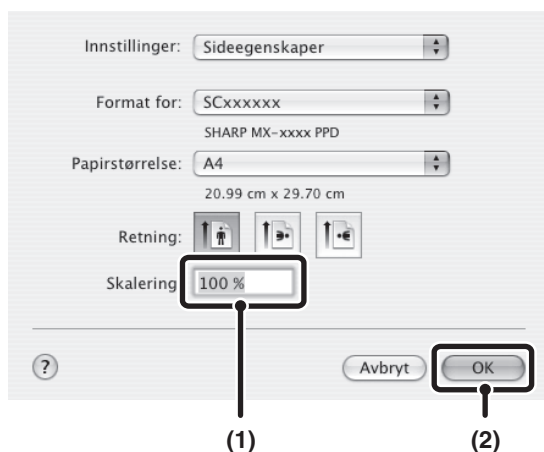 Innstillinger: Sideegenskaper
Format for: SCxxxxxx
SHARP MX-xxxx PPD
Papirstørrelse: A4
20.99 cm x 29.70 cm
Retning:
Skalering 100 %
? Avbryt OK
(1) (2)